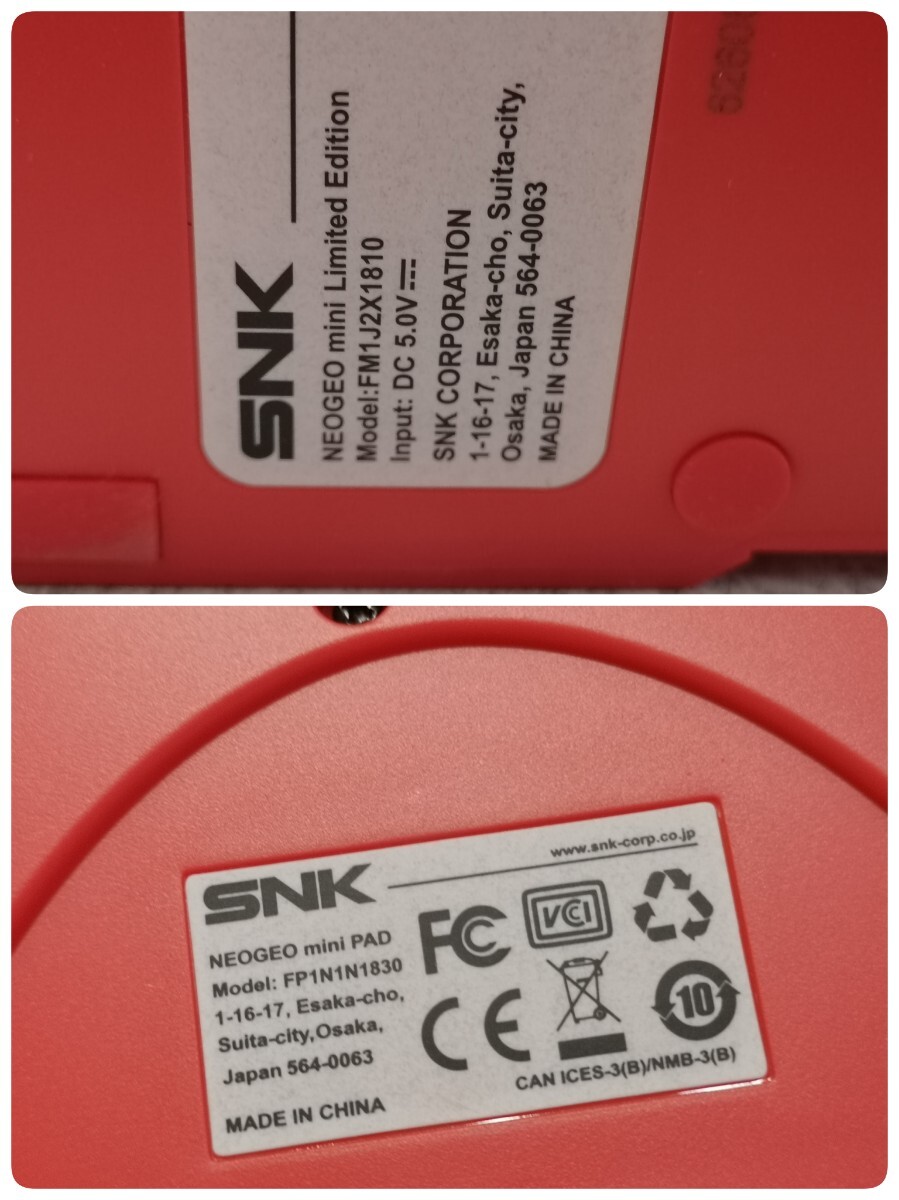 SNK
NEOGEO mini Limited Edition
Model:FM1J2X1810
Input: DC 5.0V
SNK CORPORATION
1-16-17, Esaka-cho, Suita-city,
Osaka, Japan 564-0063
MADE IN CHINA
SNK
www.snk-corp.co.jp
NEOGEO mini PAD
Model: FP1N1N1830
1-16-17, Esaka-cho,
Suita-city,Osaka,
Japan 564-0063
MADE IN CHINA
FC
VCCI
CE
10
CAN ICES-3(B)/NMB-3(B)